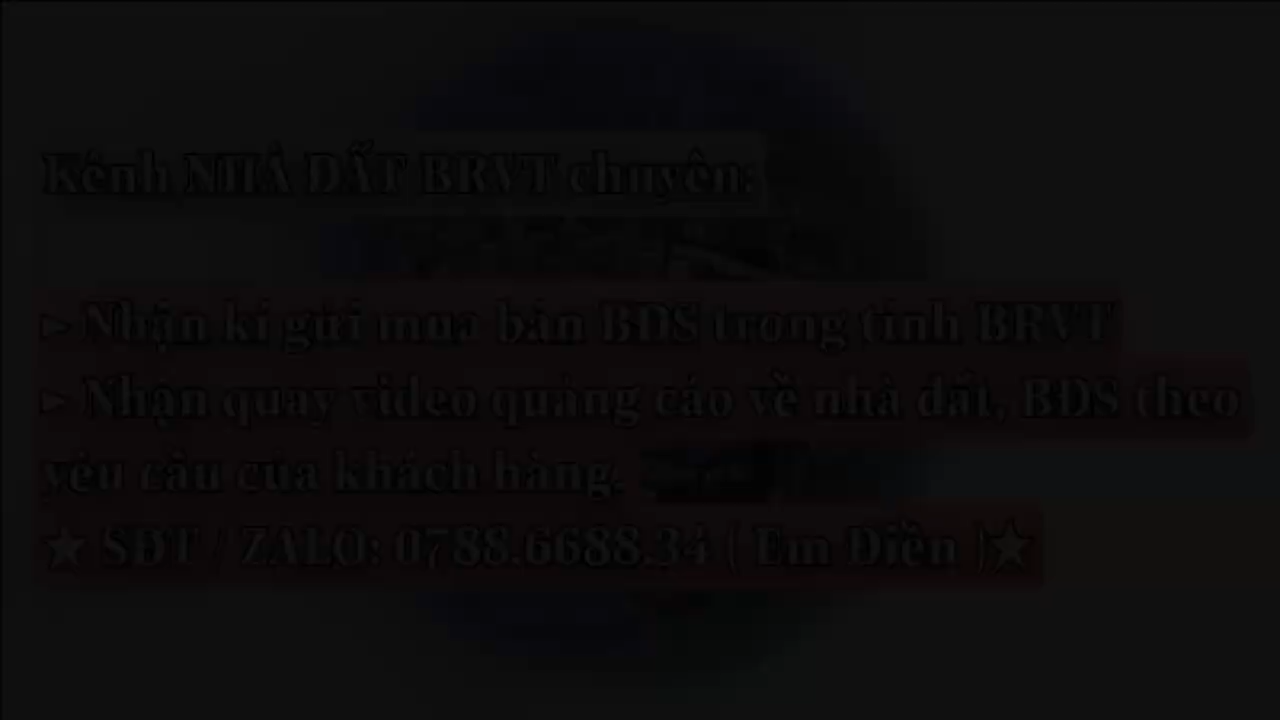 Kênh NHÀ ĐẤT BRVT chuyên:
► Nhận kí gửi mua bán BĐS trong tỉnh BRVT
► Nhận quay video quảng cáo về nhà đất, BĐS theo
yêu cầu của khách hàng.
★ SĐT / ZALO: 0788.6688.34 ( Em Điền )★